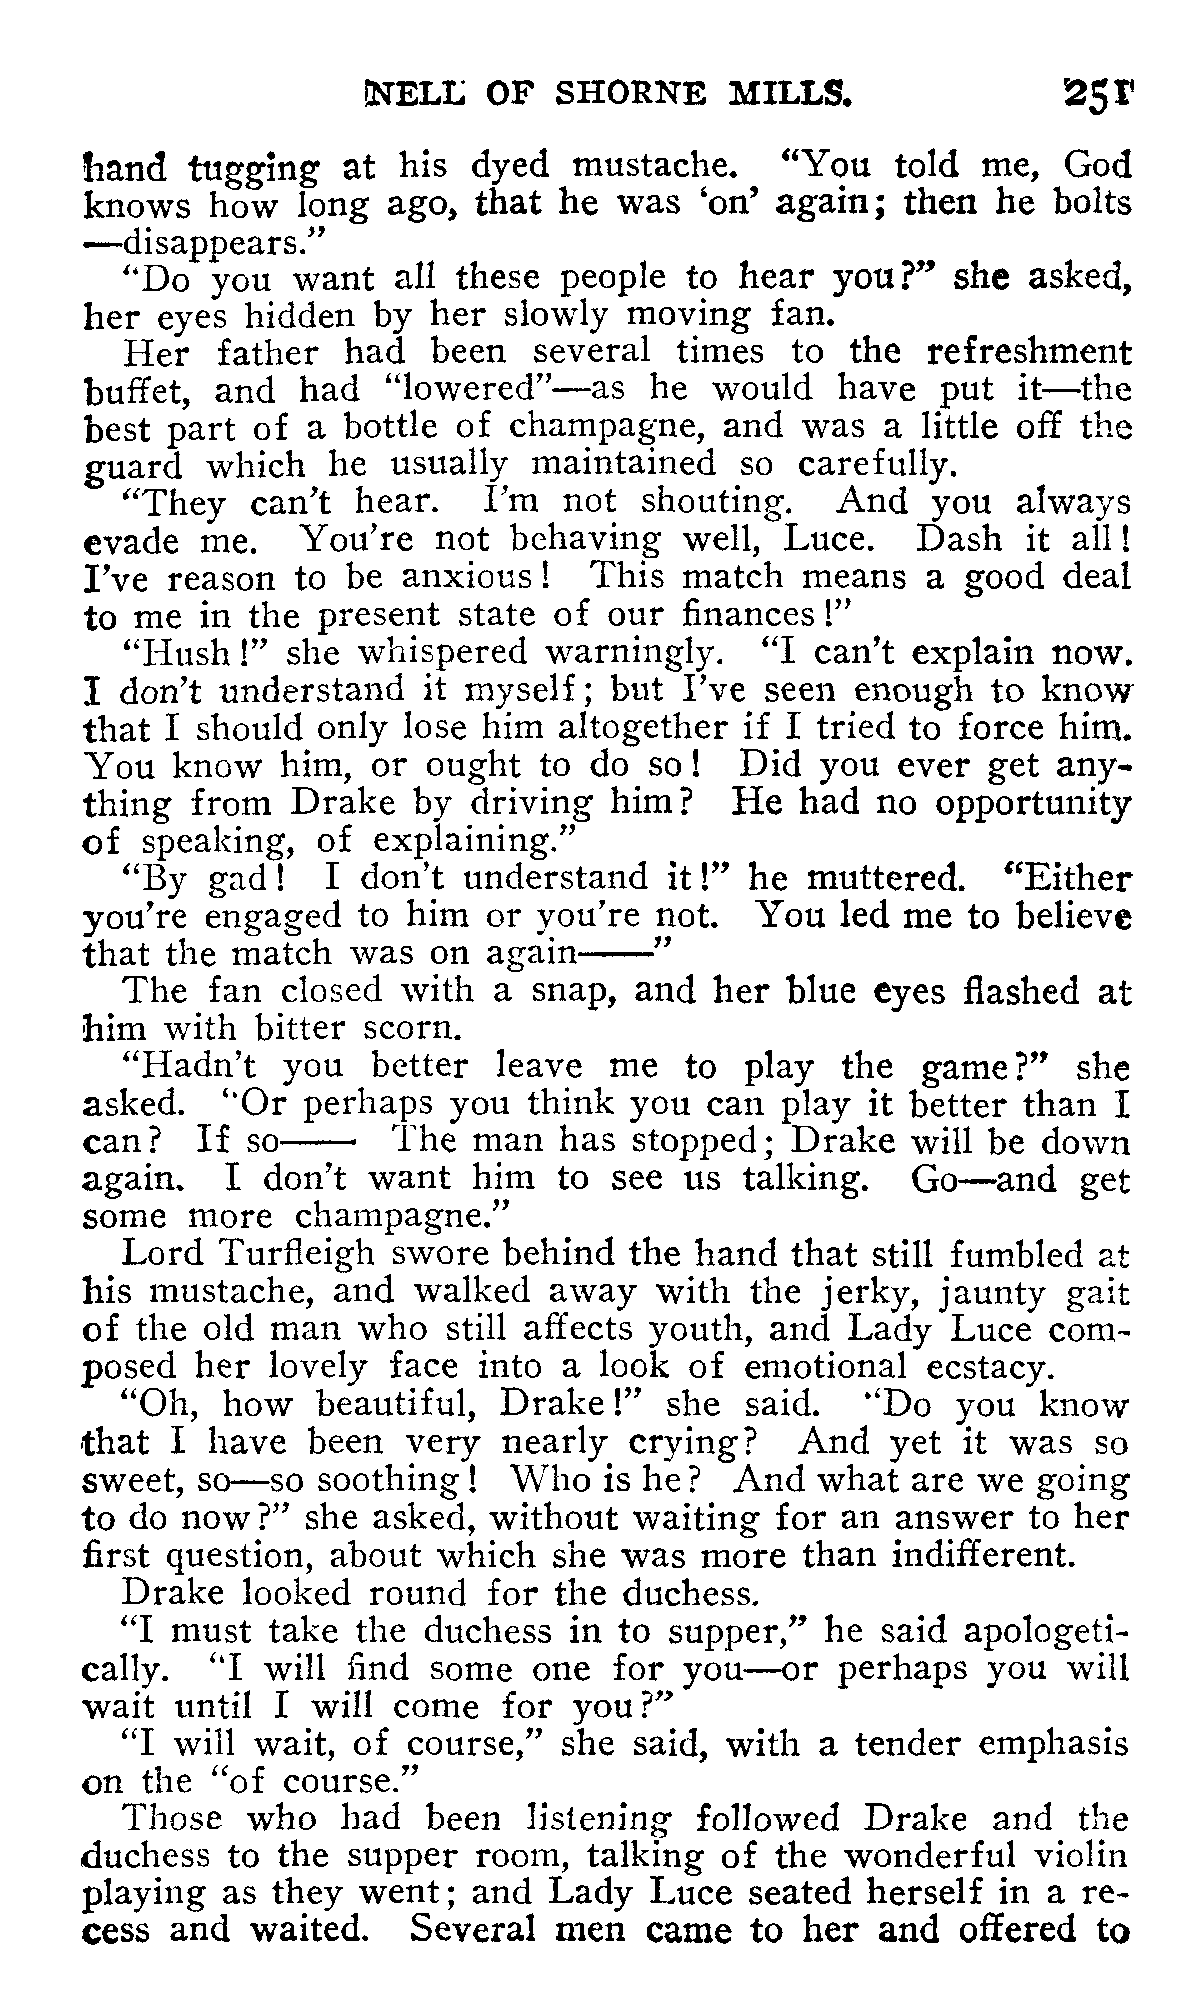 NELL OF SHORNE MILLS. 251
hand tugging at his dyed mustache. "You told me, God
knows how long ago, that he was 'on' again; then he bolts
—disappears."
"Do you want all these people to hear you?" she asked,
her eyes hidden by her slowly moving fan.
Her father had been several times to the refreshment
buffet, and had "lowered"—as he would have put it—the
best part of a bottle of champagne, and was a little off the
guard which he usually maintained so carefully.
"They can't hear. I'm not shouting. And you always
evade me. You're not behaving well, Luce. Dash it all!
I've reason to be anxious! This match means a good deal
to me in the present state of our finances!"
"Hush!" she whispered warningly. "I can't explain now.
I don't understand it myself; but I've seen enough to know
that I should only lose him altogether if I tried to force him.
You know him, or ought to do so! Did you ever get any-
thing from Drake by driving him? He had no opportunity
of speaking, of explaining."
"By gad! I don't understand it!" he muttered. "Either
you're engaged to him or you're not. You led me to believe
that the match was on again——"
The fan closed with a snap, and her blue eyes flashed at
him with bitter scorn.
"Hadn't you better leave me to play the game?" she
asked. "Or perhaps you think you can play it better than I
can? If so——. The man has stopped; Drake will be down
again. I don't want him to see us talking. Go—and get
some more champagne."
Lord Turfleigh swore behind the hand that still fumbled at
his mustache, and walked away with the jerky, jaunty gait
of the old man who still affects youth, and Lady Luce com-
posed her lovely face into a look of emotional ecstacy.
"Oh, how beautiful, Drake!" she said. "Do you know
that I have been very nearly crying? And yet it was so
sweet, so—so soothing! Who is he? And what are we going
to do now?" she asked, without waiting for an answer to her
first question, about which she was more than indifferent.
Drake looked round for the duchess.
"I must take the duchess in to supper," he said apologeti-
cally. "I will find some one for you—or perhaps you will
wait until I will come for you?"
"I will wait, of course," she said, with a tender emphasis
on the "of course."
Those who had been listening followed Drake and the
duchess to the supper room, talking of the wonderful violin
playing as they went; and Lady Luce seated herself in a re-
cess and waited. Several men came to her and offered to